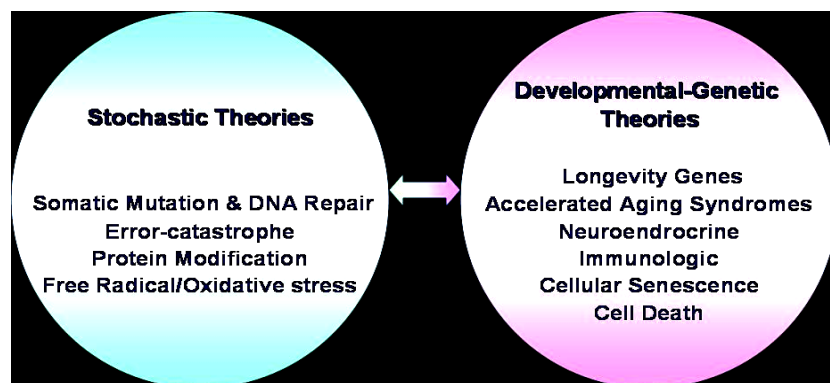 Stochastic Theories
Somatic Mutation & DNA Repair
Error-catastrophe
Protein Modification
Free Radical/Oxidative stress
Developmental-Genetic
Theories
Longevity Genes
Accelerated Aging Syndromes
Neuroendrocrine
Immunologic
Cellular Senescence
Cell Death